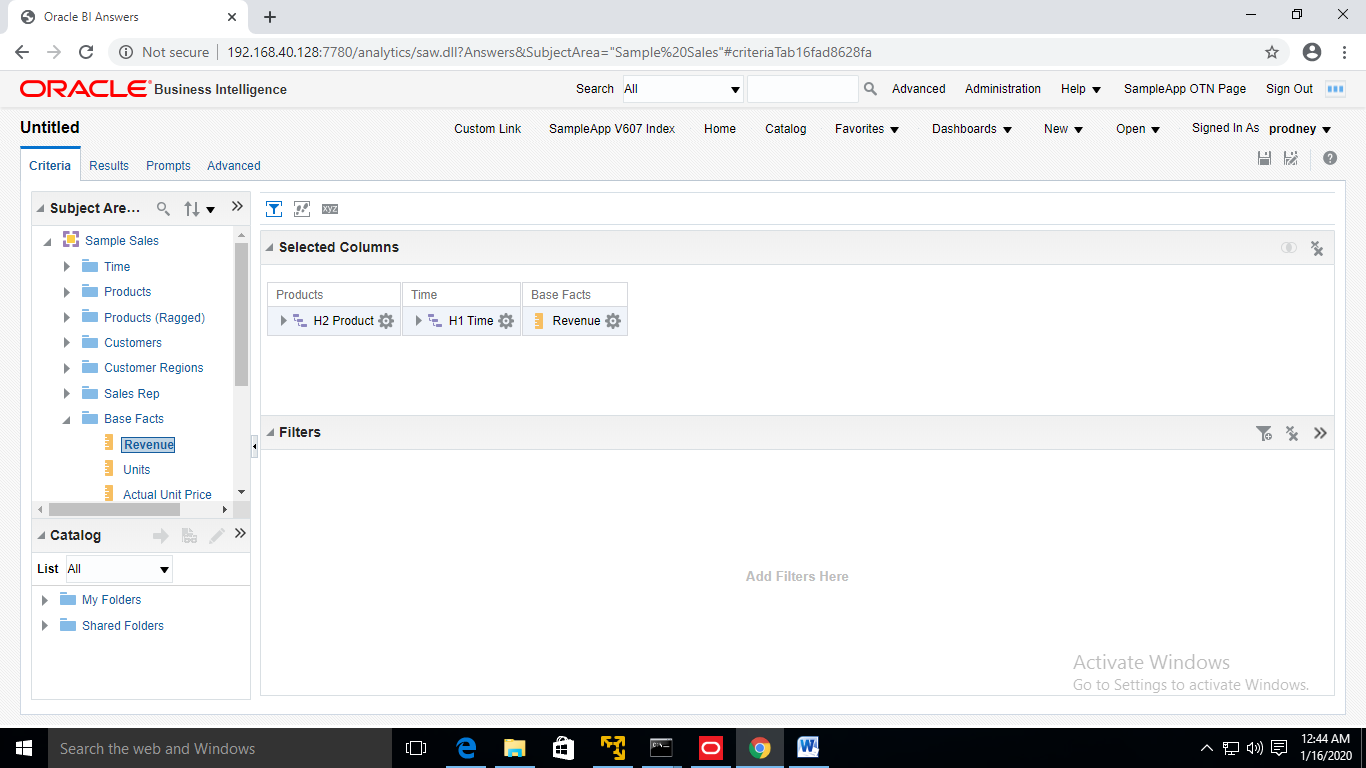 Oracle BI Answers
Not secure 192.168.40.128:7780/analytics/saw.dll?Answers&SubjectArea="Sample%20Sales"#criteriaTab16fad8628fa
ORACLE Business Intelligence
Search All Advanced Administration Help SampleApp OTN Page Sign Out
Untitled
Custom Link SampleApp V607 Index Home Catalog Favorites Dashboards New Open Signed In As prodney
Criteria Results Prompts Advanced
Subject Are...
xyz
Sample Sales
Time
Products
Products (Ragged)
Customers
Customer Regions
Sales Rep
Base Facts
Revenue
Units
Actual Unit Price
Selected Columns
Products Time Base Facts
H2 Product H1 Time Revenue
Filters
Add Filters Here
Catalog
List All
My Folders
Shared Folders
Activate Windows
Go to Settings to activate Windows.
Search the web and Windows
12:44 AM
1/16/2020